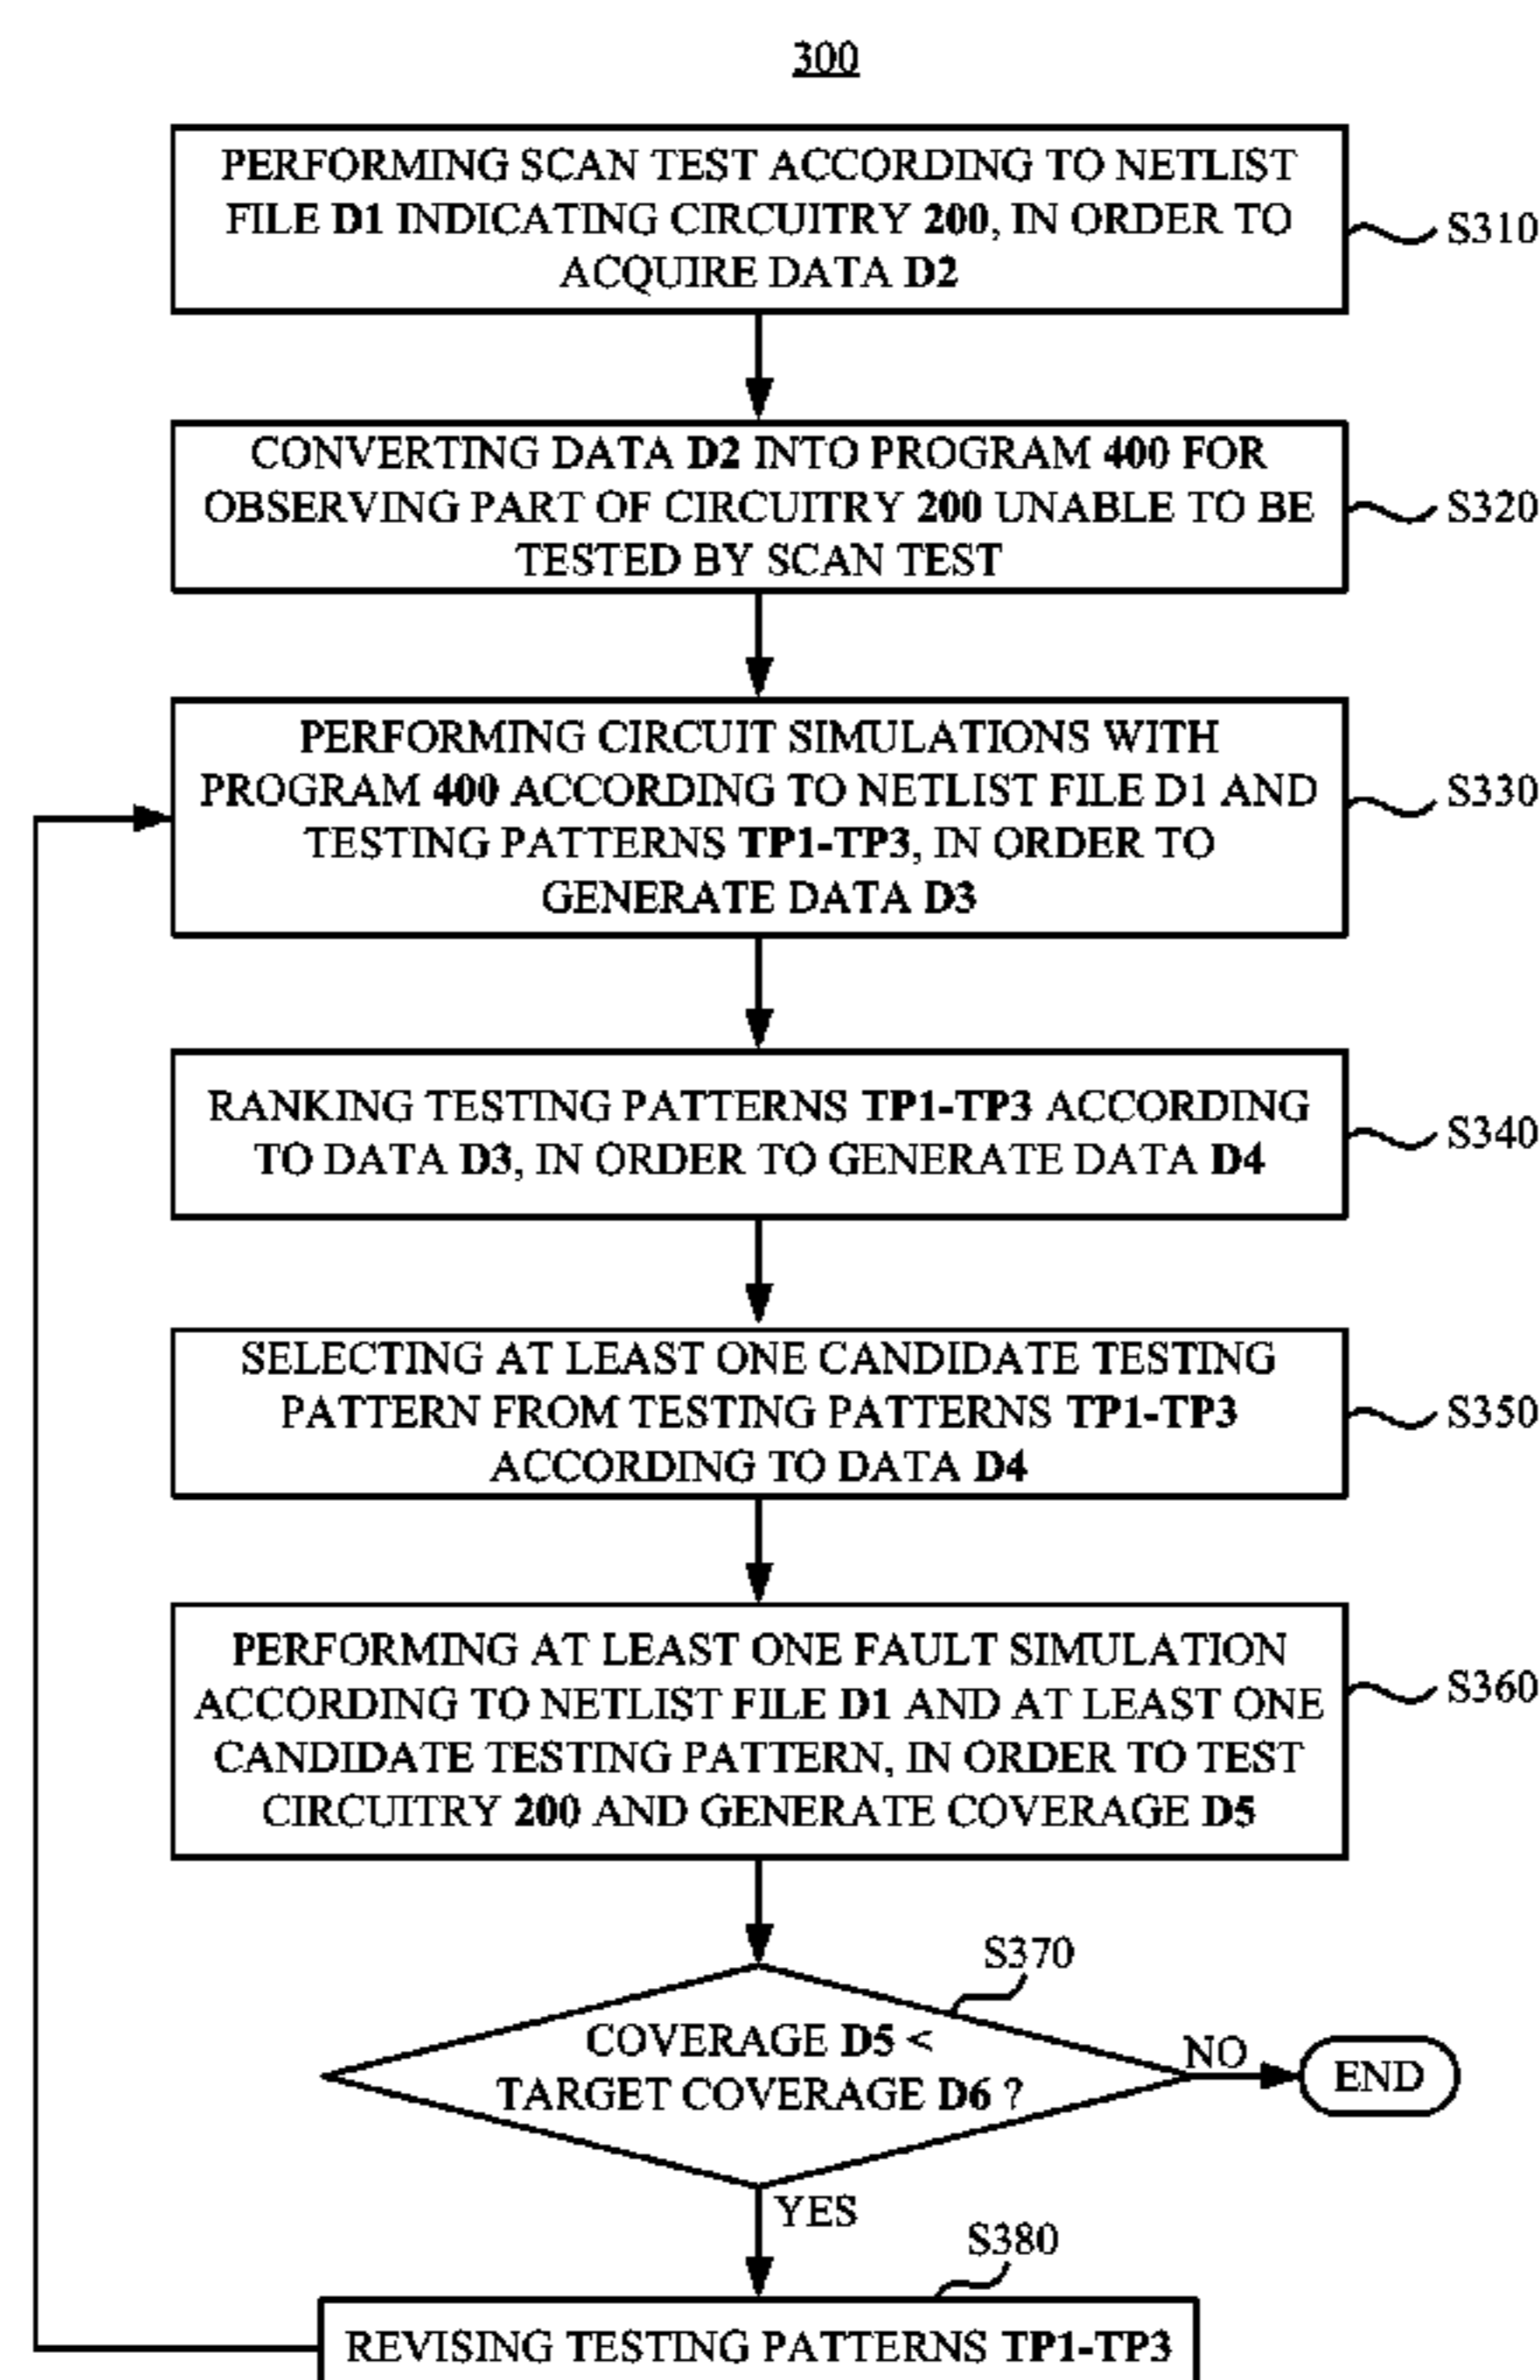 300
PERFORMING SCAN TEST ACCORDING TO NETLIST
FILE D1 INDICATING CIRCUITRY 200, IN ORDER TO
ACQUIRE DATA D2
S310
CONVERTING DATA D2 INTO PROGRAM 400 FOR
OBSERVING PART OF CIRCUITRY 200 UNABLE TO BE
TESTED BY SCAN TEST
S320
PERFORMING CIRCUIT SIMULATIONS WITH
PROGRAM 400 ACCORDING TO NETLIST FILE D1 AND
TESTING PATTERNS TP1-TP3, IN ORDER TO
GENERATE DATA D3
S330
RANKING TESTING PATTERNS TP1-TP3 ACCORDING
TO DATA D3, IN ORDER TO GENERATE DATA D4
S340
SELECTING AT LEAST ONE CANDIDATE TESTING
PATTERN FROM TESTING PATTERNS TP1-TP3
ACCORDING TO DATA D4
S350
PERFORMING AT LEAST ONE FAULT SIMULATION
ACCORDING TO NETLIST FILE D1 AND AT LEAST ONE
CANDIDATE TESTING PATTERN, IN ORDER TO TEST
CIRCUITRY 200 AND GENERATE COVERAGE D5
S360
S370
COVERAGE D5 <
TARGET COVERAGE D6 ?
NO
END
YES
S380
REVISING TESTING PATTERNS TP1-TP3